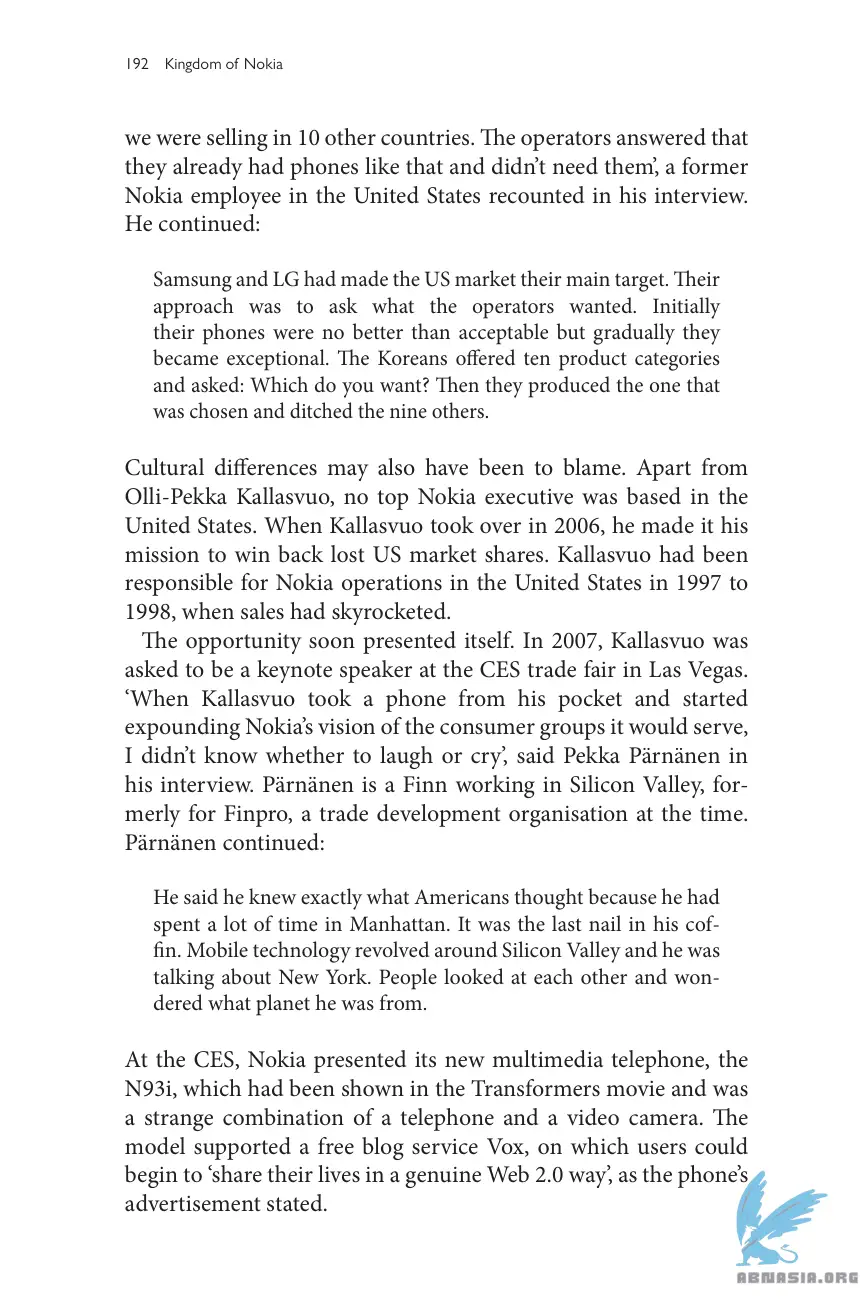 192 Kingdom of Nokia
we were selling in 10 other countries. The operators answered that
they already had phones like that and didn’t need them’, a former
Nokia employee in the United States recounted in his interview.
He continued:
Samsung and LG had made the US market their main target. Their
approach was to ask what the operators wanted. Initially
their phones were no better than acceptable but gradually they
became exceptional. The Koreans offered ten product categories
and asked: Which do you want? Then they produced the one that
was chosen and ditched the nine others.
Cultural differences may also have been to blame. Apart from
Olli-Pekka Kallasvuo, no top Nokia executive was based in the
United States. When Kallasvuo took over in 2006, he made it his
mission to win back lost US market shares. Kallasvuo had been
responsible for Nokia operations in the United States in 1997 to
1998, when sales had skyrocketed.
The opportunity soon presented itself. In 2007, Kallasvuo was
asked to be a keynote speaker at the CES trade fair in Las Vegas.
‘When Kallasvuo took a phone from his pocket and started
expounding Nokia’s vision of the consumer groups it would serve,
I didn’t know whether to laugh or cry’, said Pekka Pärnänen in
his interview. Pärnänen is a Finn working in Silicon Valley, for-
merly for Finpro, a trade development organisation at the time.
Pärnänen continued:
He said he knew exactly what Americans thought because he had
spent a lot of time in Manhattan. It was the last nail in his cof-
fin. Mobile technology revolved around Silicon Valley and he was
talking about New York. People looked at each other and won-
dered what planet he was from.
At the CES, Nokia presented its new multimedia telephone, the
N93i, which had been shown in the Transformers movie and was
a strange combination of a telephone and a video camera. The
model supported a free blog service Vox, on which users could
begin to ‘share their lives in a genuine Web 2.0 way’, as the phone’s
advertisement stated.
ABNASIA.ORG